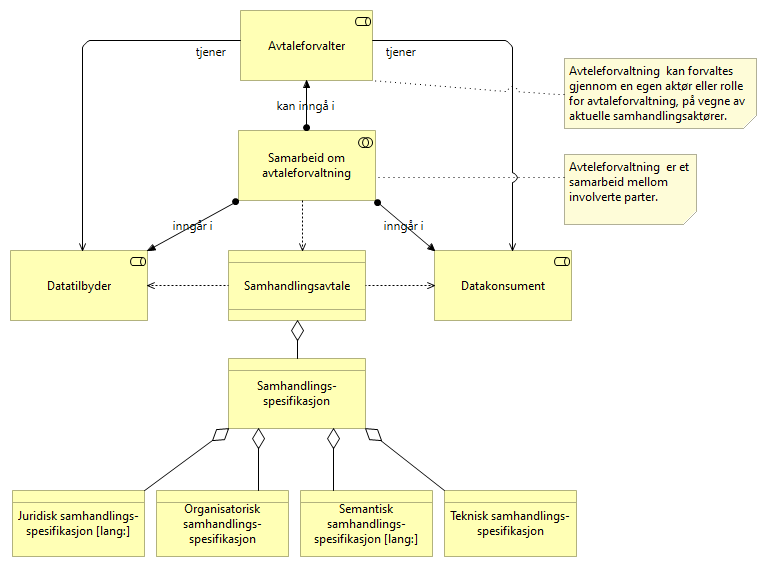 Avtaleforvalter
tjener
tjener
Avteleforvaltning  kan forvaltes
gjennom en egen aktør eller rolle
for avtaleforvaltning, på vegne av
aktuelle samhandlingsaktører.
kan inngå i
Samarbeid om
avtaleforvaltning
Avteleforvaltning  er et
samarbeid mellom
involverte parter.
inngår i
inngår i
Datatilbyder
Samhandlingsavtale
Datakonsument
Samhandlings-
spesifikasjon
Juridisk samhandlings-
spesifikasjon [lang:]
Organisatorisk
samhandlings-
spesifikasjon
Semantisk
samhandlings-
spesifikasjon [lang:]
Teknisk samhandlings-
spesifikasjon